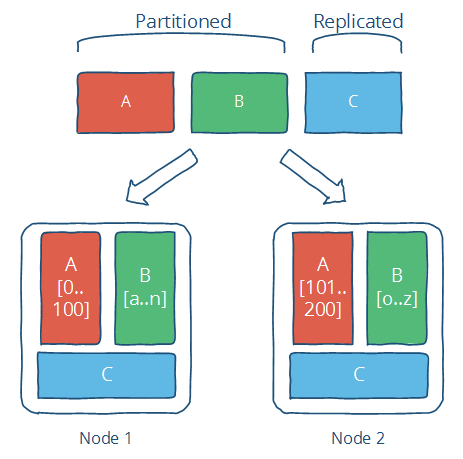 Partitioned Replicated
A B C
A
[0..
100]
B
[a..n]
C
A
[101..
200]
B
[o..z]
C
Node 1 Node 2